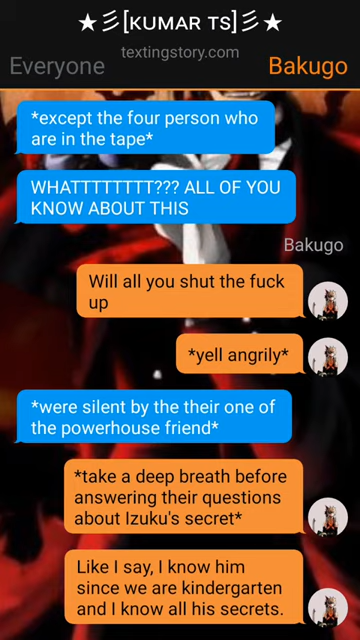 ★彡[ᴋᴜᴍᴀʀ ᴛs]彡★
textingstory.com
Everyone
Bakugo
*except the four person who
are in the tape*
WHATTTTTTTT??? ALL OF YOU
KNOW ABOUT THIS
Bakugo
Will all you shut the fuck
up
*yell angrily*
*were silent by the their one of
the powerhouse friend*
*take a deep breath before
answering their questions
about Izuku's secret*
Like I say, I know him
since we are kindergarten
and I know all his secrets.